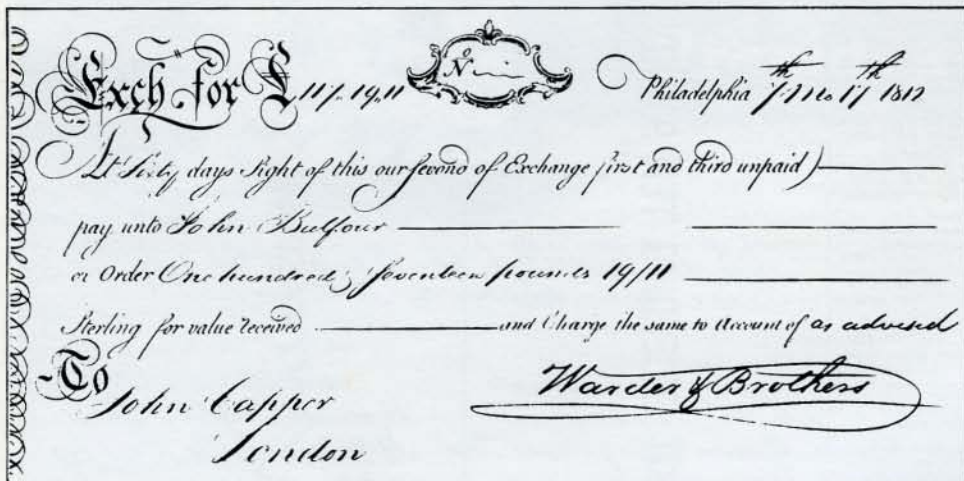 Exch. for £ 117. 19. 11
No
Philadelphia 7th Mo 17th 1812
At Sixty days Sight of this our Second of Exchange first and third unpaid)
pay unto John Balfour
or Order One hundred & Seventeen pounds 19/11
Sterling for value received and Charge the same to Account of as advised
To
John Capper
London
Warder & Brothers